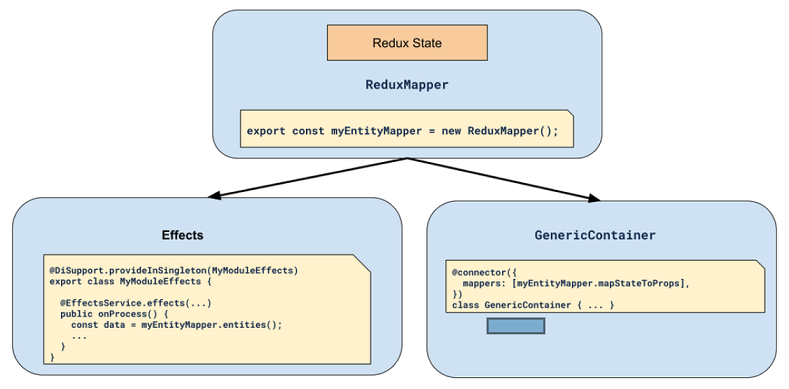 Redux State
ReduxMapper
export const myEntityMapper = new ReduxMapper();
Effects
@DiSupport.provideInSingleton(MyModuleEffects)
export class MyModuleEffects {
@EffectsService.effects(...)
public onProcess() {
const data = myEntityMapper.entities();
...
}
}
GenericContainer
@connector({
mappers: [myEntityMapper.mapStateToProps],
})
class GenericContainer { ... }